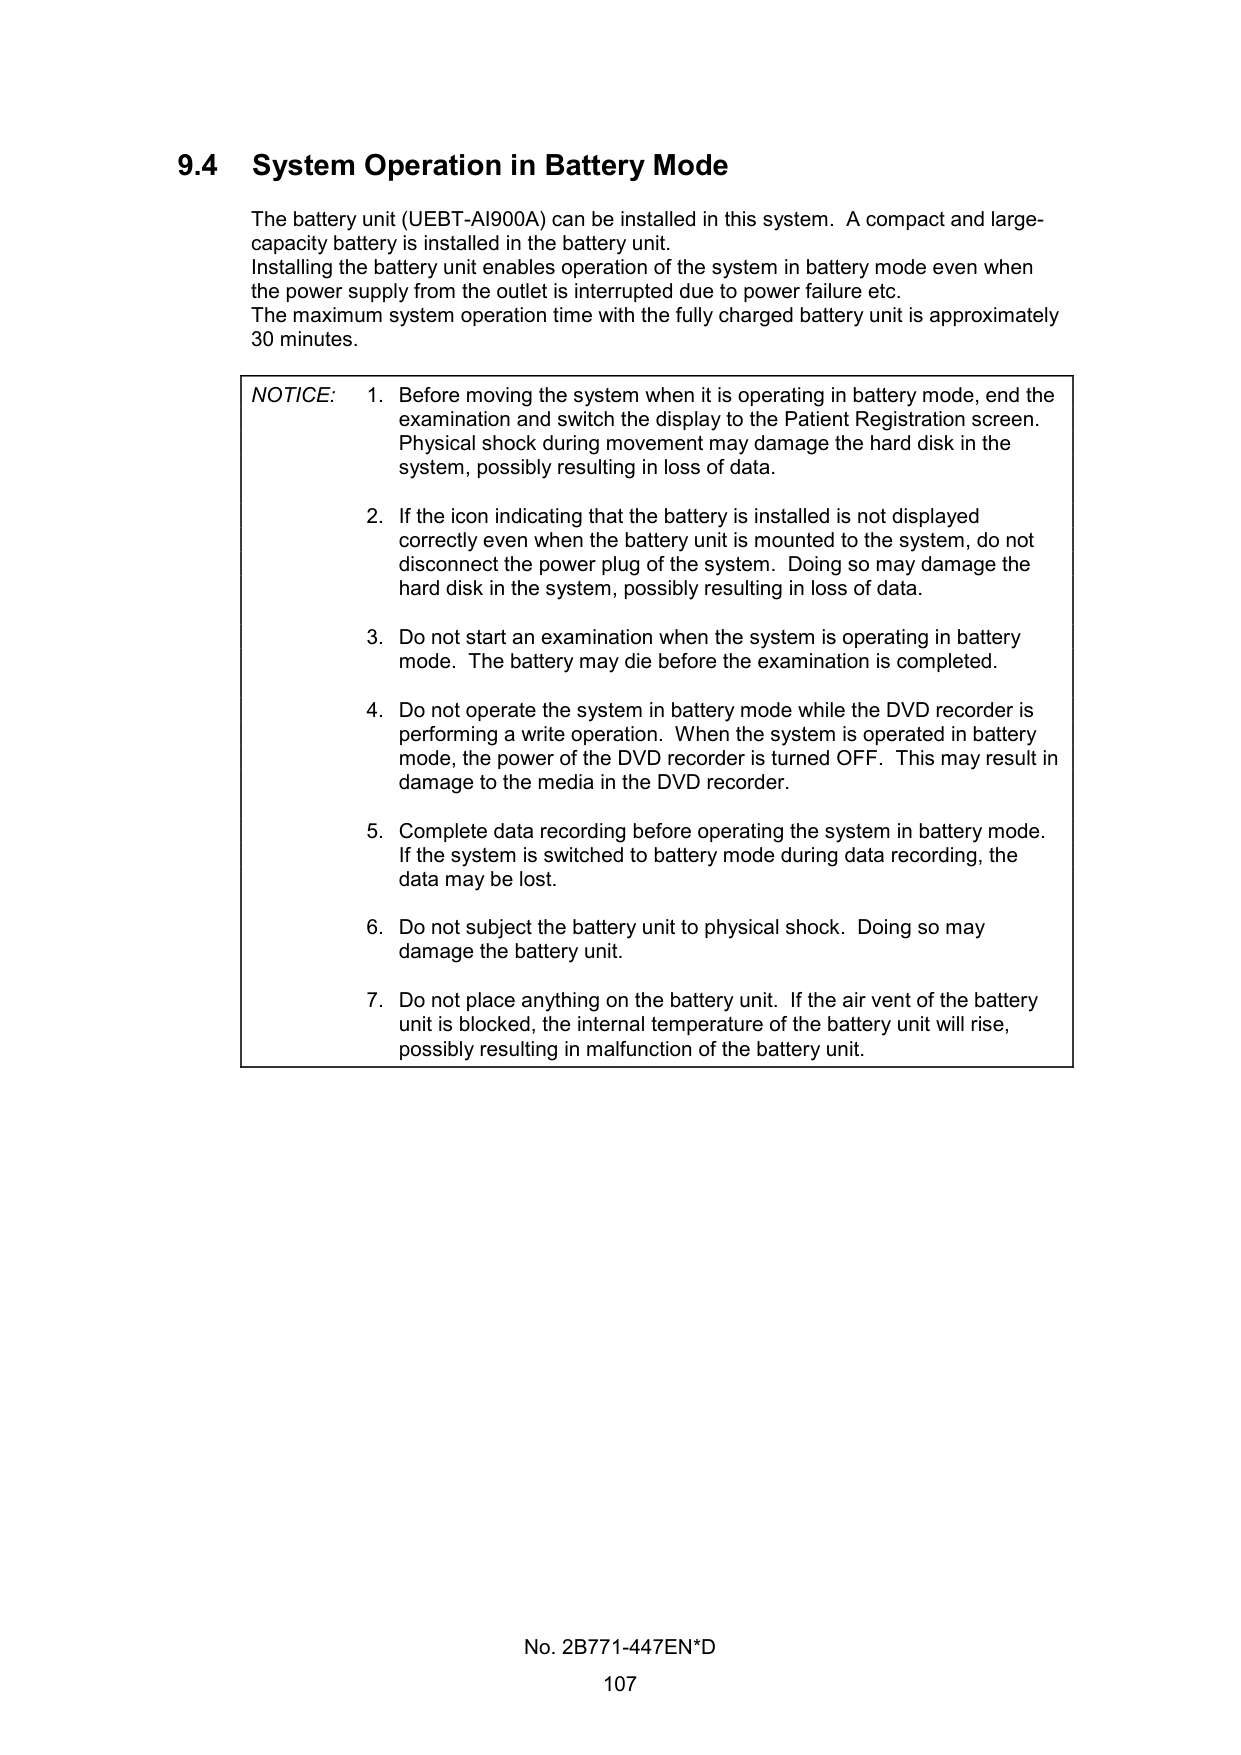 9.4 System Operation in Battery Mode
The battery unit (UEBT-AI900A) can be installed in this system.  A compact and large-
capacity battery is installed in the battery unit.
Installing the battery unit enables operation of the system in battery mode even when
the power supply from the outlet is interrupted due to power failure etc.
The maximum system operation time with the fully charged battery unit is approximately
30 minutes.
NOTICE: 1. Before moving the system when it is operating in battery mode, end the
examination and switch the display to the Patient Registration screen.
Physical shock during movement may damage the hard disk in the
system, possibly resulting in loss of data.
2. If the icon indicating that the battery is installed is not displayed
correctly even when the battery unit is mounted to the system, do not
disconnect the power plug of the system.  Doing so may damage the
hard disk in the system, possibly resulting in loss of data.
3. Do not start an examination when the system is operating in battery
mode.  The battery may die before the examination is completed.
4. Do not operate the system in battery mode while the DVD recorder is
performing a write operation.  When the system is operated in battery
mode, the power of the DVD recorder is turned OFF.  This may result in
damage to the media in the DVD recorder.
5. Complete data recording before operating the system in battery mode.
If the system is switched to battery mode during data recording, the
data may be lost.
6. Do not subject the battery unit to physical shock.  Doing so may
damage the battery unit.
7. Do not place anything on the battery unit.  If the air vent of the battery
unit is blocked, the internal temperature of the battery unit will rise,
possibly resulting in malfunction of the battery unit.
No. 2B771-447EN*D
107